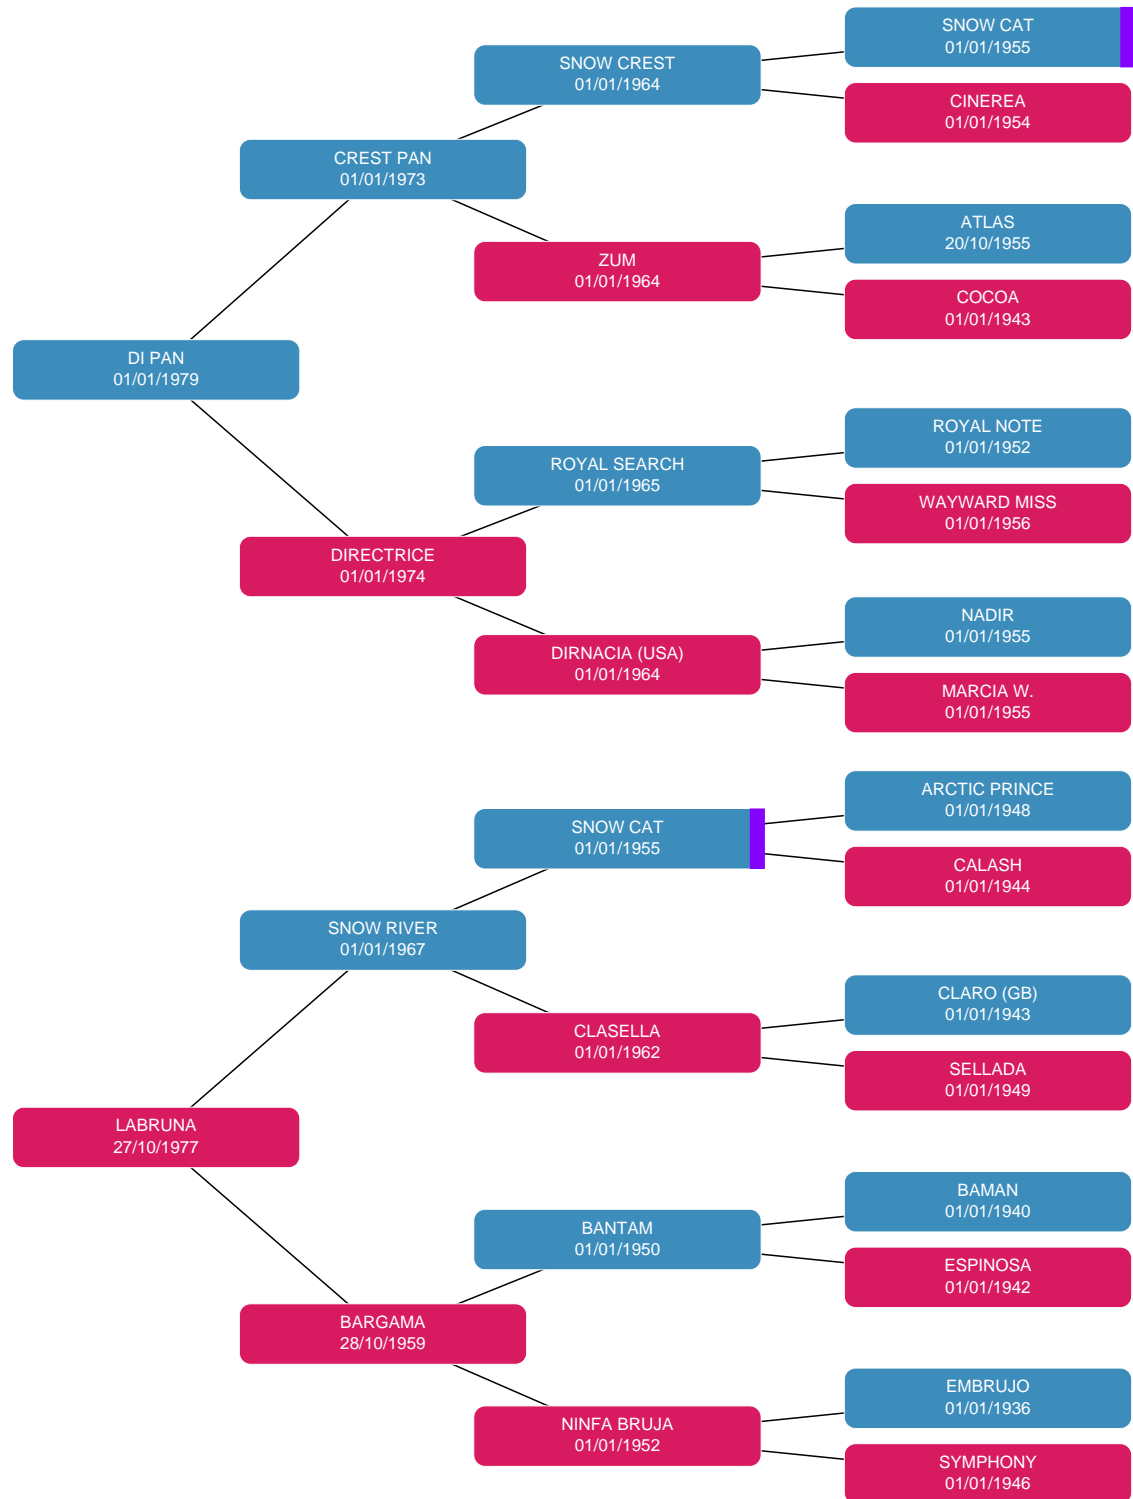 SNOW CAT
01/01/1955
SNOW CREST
01/01/1964
CINEREA
01/01/1954
CREST PAN
01/01/1973
ATLAS
20/10/1955
ZUM
01/01/1964
COCOA
01/01/1943
DI PAN
01/01/1979
ROYAL NOTE
01/01/1952
ROYAL SEARCH
01/01/1965
WAYWARD MISS
01/01/1956
DIRECTRICE
01/01/1974
NADIR
01/01/1955
DIRNACIA (USA)
01/01/1964
MARCIA W.
01/01/1955
ARCTIC PRINCE
01/01/1948
SNOW CAT
01/01/1955
CALASH
01/01/1944
SNOW RIVER
01/01/1967
CLARO (GB)
01/01/1943
CLASELLA
01/01/1962
SELLADA
01/01/1949
LABRUNA
27/10/1977
BAMAN
01/01/1940
BANTAM
01/01/1950
ESPINOSA
01/01/1942
BARGAMA
28/10/1959
EMBRUJO
01/01/1936
NINFA BRUJA
01/01/1952
SYMPHONY
01/01/1946